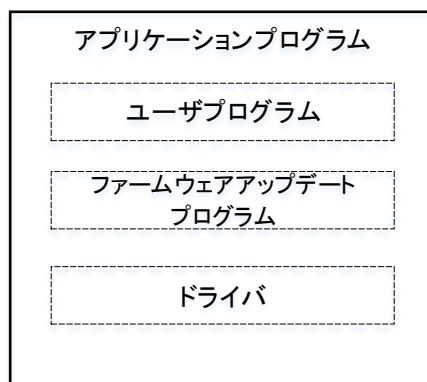 アプリケーションプログラム
ユーザプログラム
ファームウェアアップデート
プログラム
ドライバ